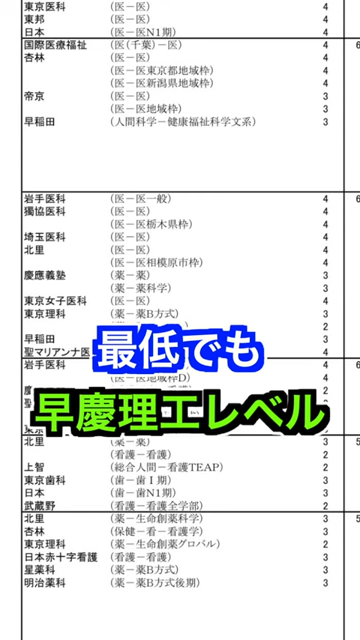 東京医科 (医－医) 4
東邦 (医－医) 4
日本 (医－医N1期) 4
国際医療福祉 (医(千葉)－医) 4 6
杏林 (医－医) 4
(医－医東京都地域枠) 4
(医－医新潟県地域枠) 4
帝京 (医－医) 3
(医－医地域枠) 3
早稲田 (人間科学－健康福祉科学文系) 3
岩手医科 (医－医一般) 4 6
獨協医科 (医－医) 4
(医－医栃木県枠) 4
埼玉医科 (医－医) 4
北里 (医－医) 4
(医－医相模原市枠) 4
慶應義塾 (薬－薬) 3
(薬－薬科学) 3
東京女子医科 (医－医) 4
東京理科 (薬－薬B方式) 3
2
早稲田 3
聖マリアンナ医 4
岩手医科 4 6
(医－医地域枠D) 4
最低でも
早慶理工レベル
北里 (薬－薬) 3 5
(看護－看護) 2
上智 (総合人間－看護TEAP) 2
東京歯科 (歯－歯Ⅰ期) 3
日本 (歯－歯N1期) 3
武蔵野 (看護－看護全学部) 2
北里 (薬－生命創薬科学) 3 5
杏林 (保健－看－看護学) 3
東京理科 (薬－生命創薬グローバル) 2
日本赤十字看護 (看護－看護) 3
星薬科 (薬－薬B方式) 3
明治薬科 (薬－薬B方式後期) 3